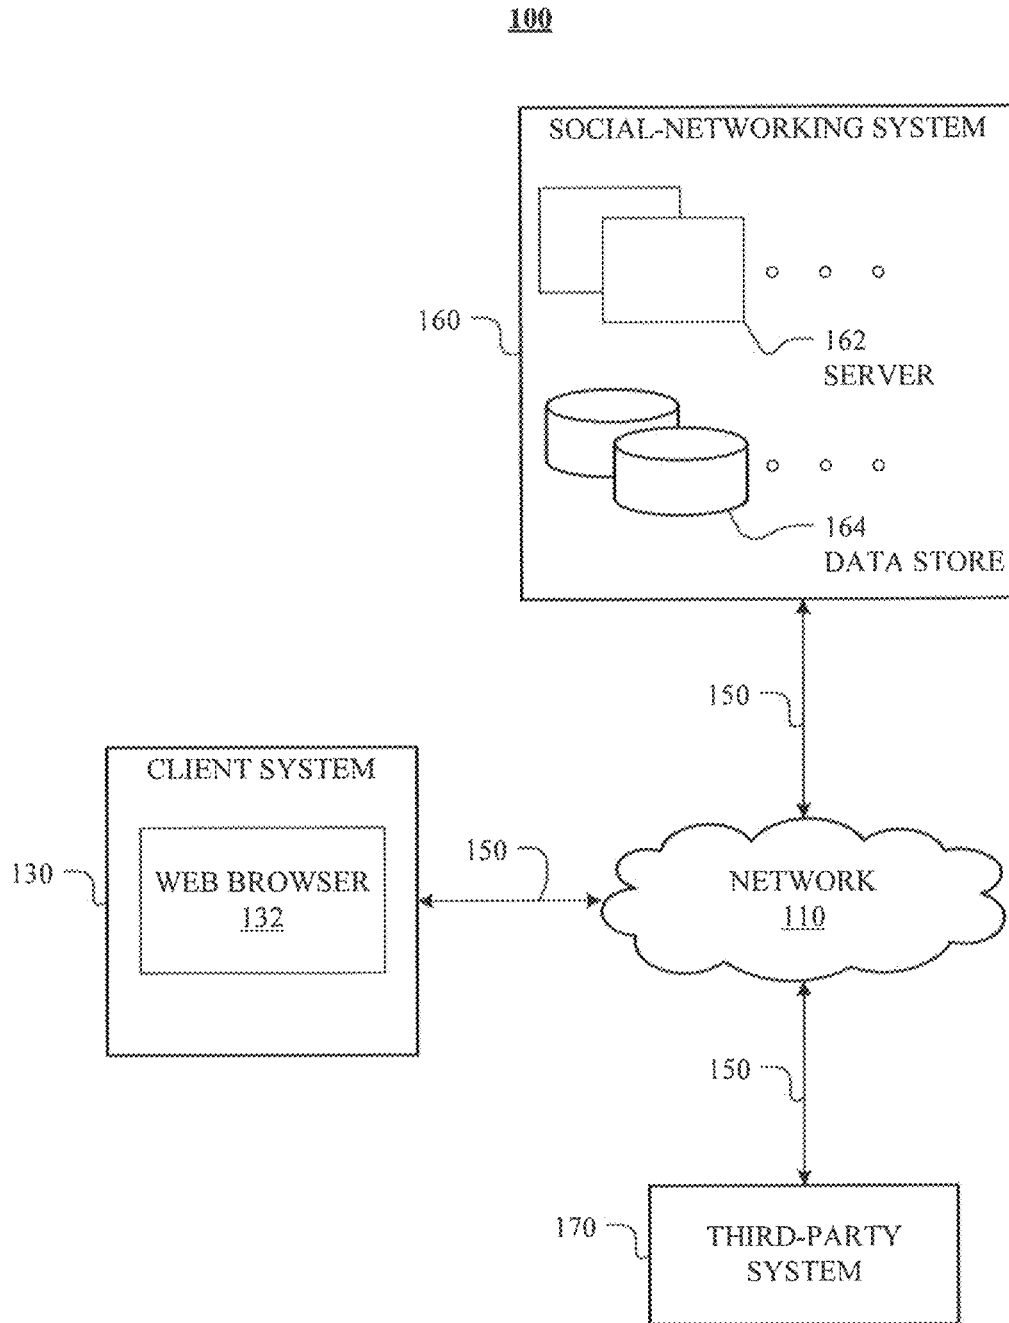 100
SOCIAL-NETWORKING SYSTEM
160
162
SERVER
164
DATA STORE
150
CLIENT SYSTEM
130
WEB BROWSER
132
150
NETWORK
110
150
170
THIRD-PARTY
SYSTEM